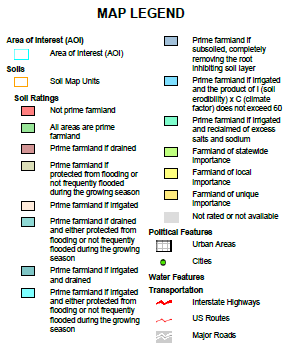 MAP LEGEND
Area of Interest (AOI)
Area of Interest (AOI)
Soils
Soil Map Units
Soil Ratings
Not prime farmland
All areas are prime
farmland
Prime farmland if drained
Prime farmland if
protected from flooding or
not frequently flooded
during the growing season
Prime farmland if irrigated
Prime farmland if drained
and either protected from
flooding or not frequently
flooded during the growing
season
Prime farmland if irrigated
and drained
Prime farmland if irrigated
and either protected from
flooding or not frequently
flooded during the growing
season
Prime farmland if
subsoiled, completely
removing the root
inhibiting soil layer
Prime farmland if irrigated
and the product of I (soil
erodibility) x C (climate
factor) does not exceed 60
Prime farmland if irrigated
and reclaimed of excess
salts and sodium
Farmland of statewide
importance
Farmland of local
importance
Farmland of unique
importance
Not rated or not available
Political Features
Urban Areas
Cities
Water Features
Transportation
Interstate Highways
US Routes
Major Roads